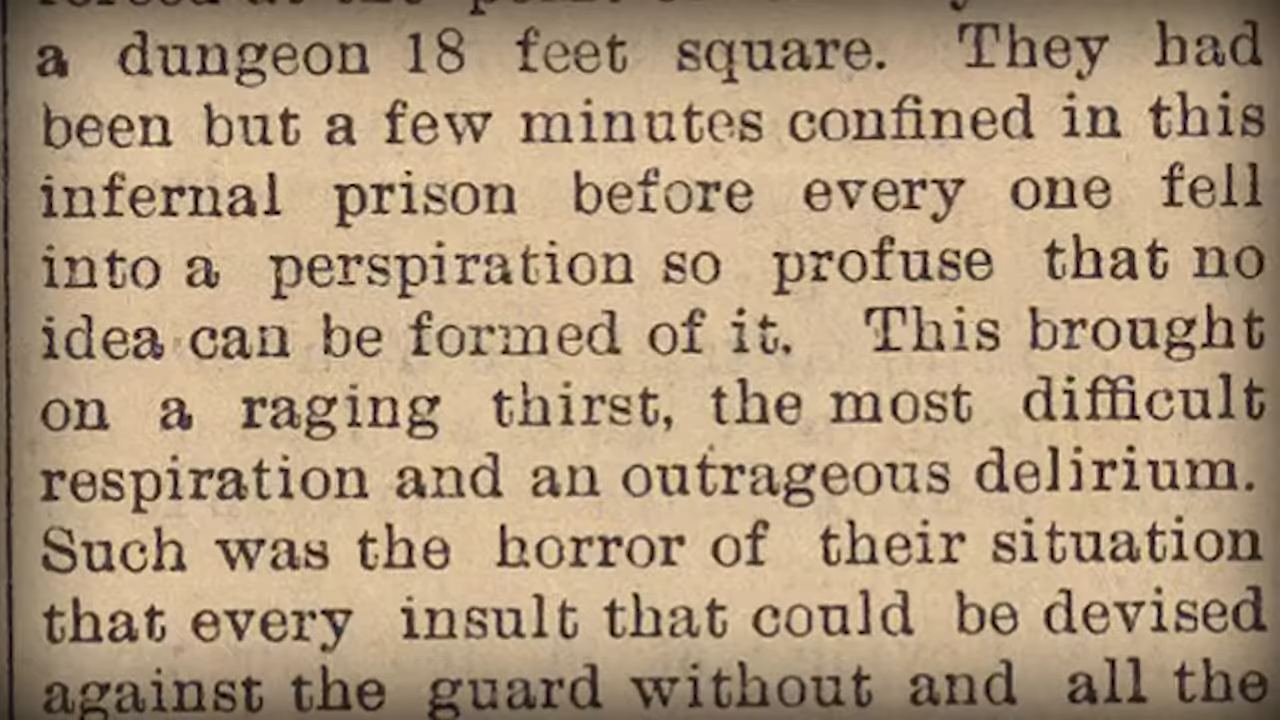 a dungeon 18 feet square. They had
been but a few minutes confined in this
infernal prison before every one fell
into a perspiration so profuse that no
idea can be formed of it. This brought
on a raging thirst, the most difficult
respiration and an outrageous delirium.
Such was the horror of their situation
that every insult that could be devised
against the guard without and all the